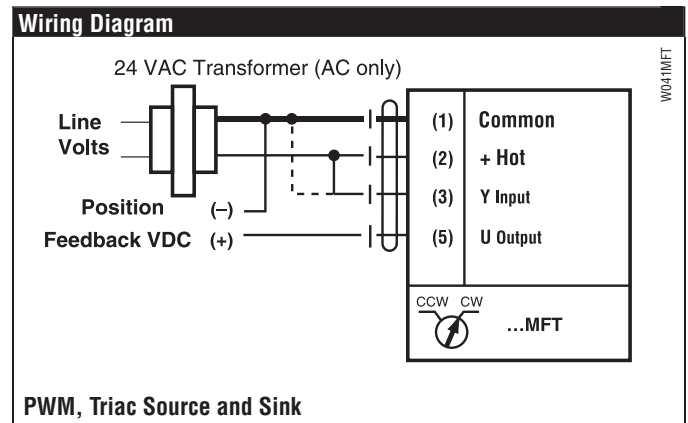 Wiring Diagram
24 VAC Transformer (AC only)
W041MFT
Line
Volts
(1) Common
(2) + Hot
(3) Y Input
Position (–)
Feedback VDC (+)
(5) U Output
CCW CW
...MFT
PWM, Triac Source and Sink